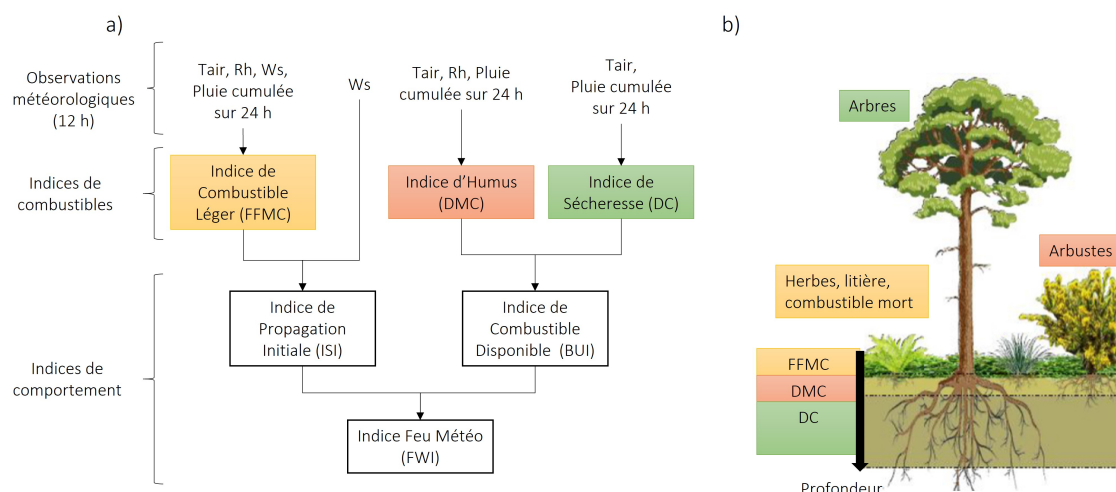 a)
Observations
météorologiques
(12 h)
Tair, Rh, Ws,
Pluie cumulée
sur 24 h
Ws
Tair, Rh, Pluie
cumulée sur 24 h
Tair,
Pluie cumulée
sur 24 h
Indices de
combustibles
Indice de
Combustible
Léger (FFMC)
Indice d’Humus
(DMC)
Indice de
Sécheresse (DC)
Indices de
comportement
Indice de
Propagation
Initiale (ISI)
Indice de
Combustible
Disponible (BUI)
Indice Feu Météo
(FWI)
b)
Arbres
Arbustes
Herbes, litière,
combustible mort
FFMC
DMC
DC
Profondeur